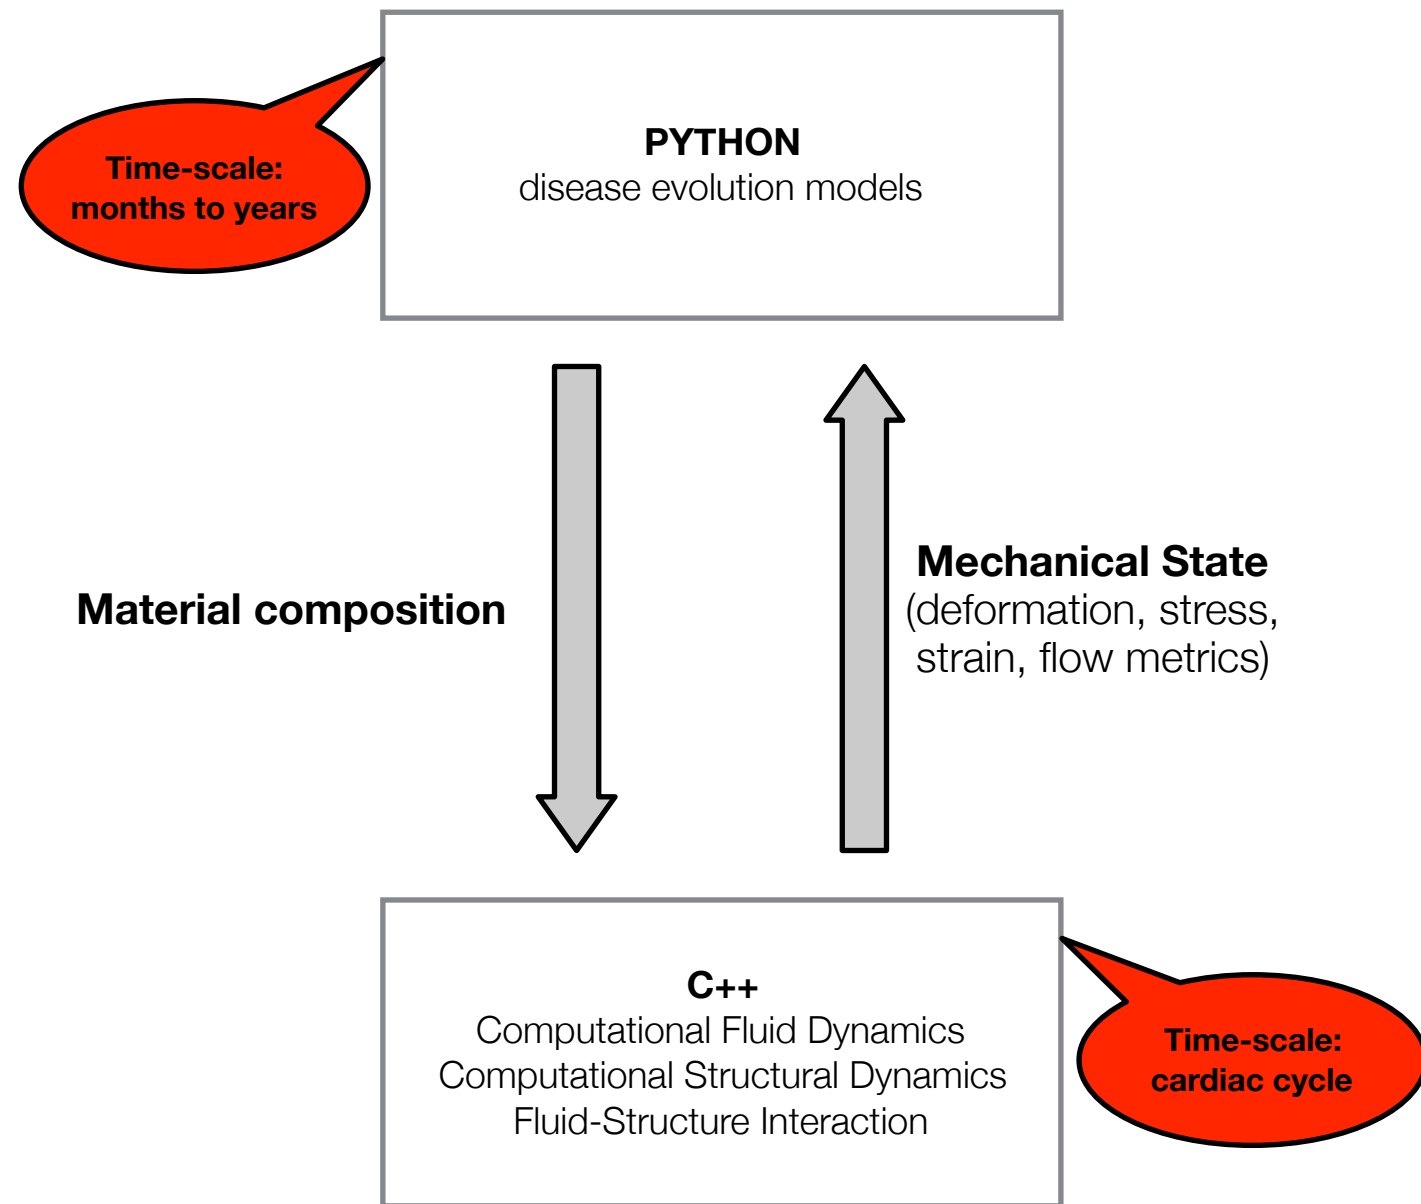 PYTHON
disease evolution models
Time-scale:
months to years
Material composition
Mechanical State
(deformation, stress,
strain, flow metrics)
C++
Computational Fluid Dynamics
Computational Structural Dynamics
Fluid-Structure Interaction
Time-scale:
cardiac cycle